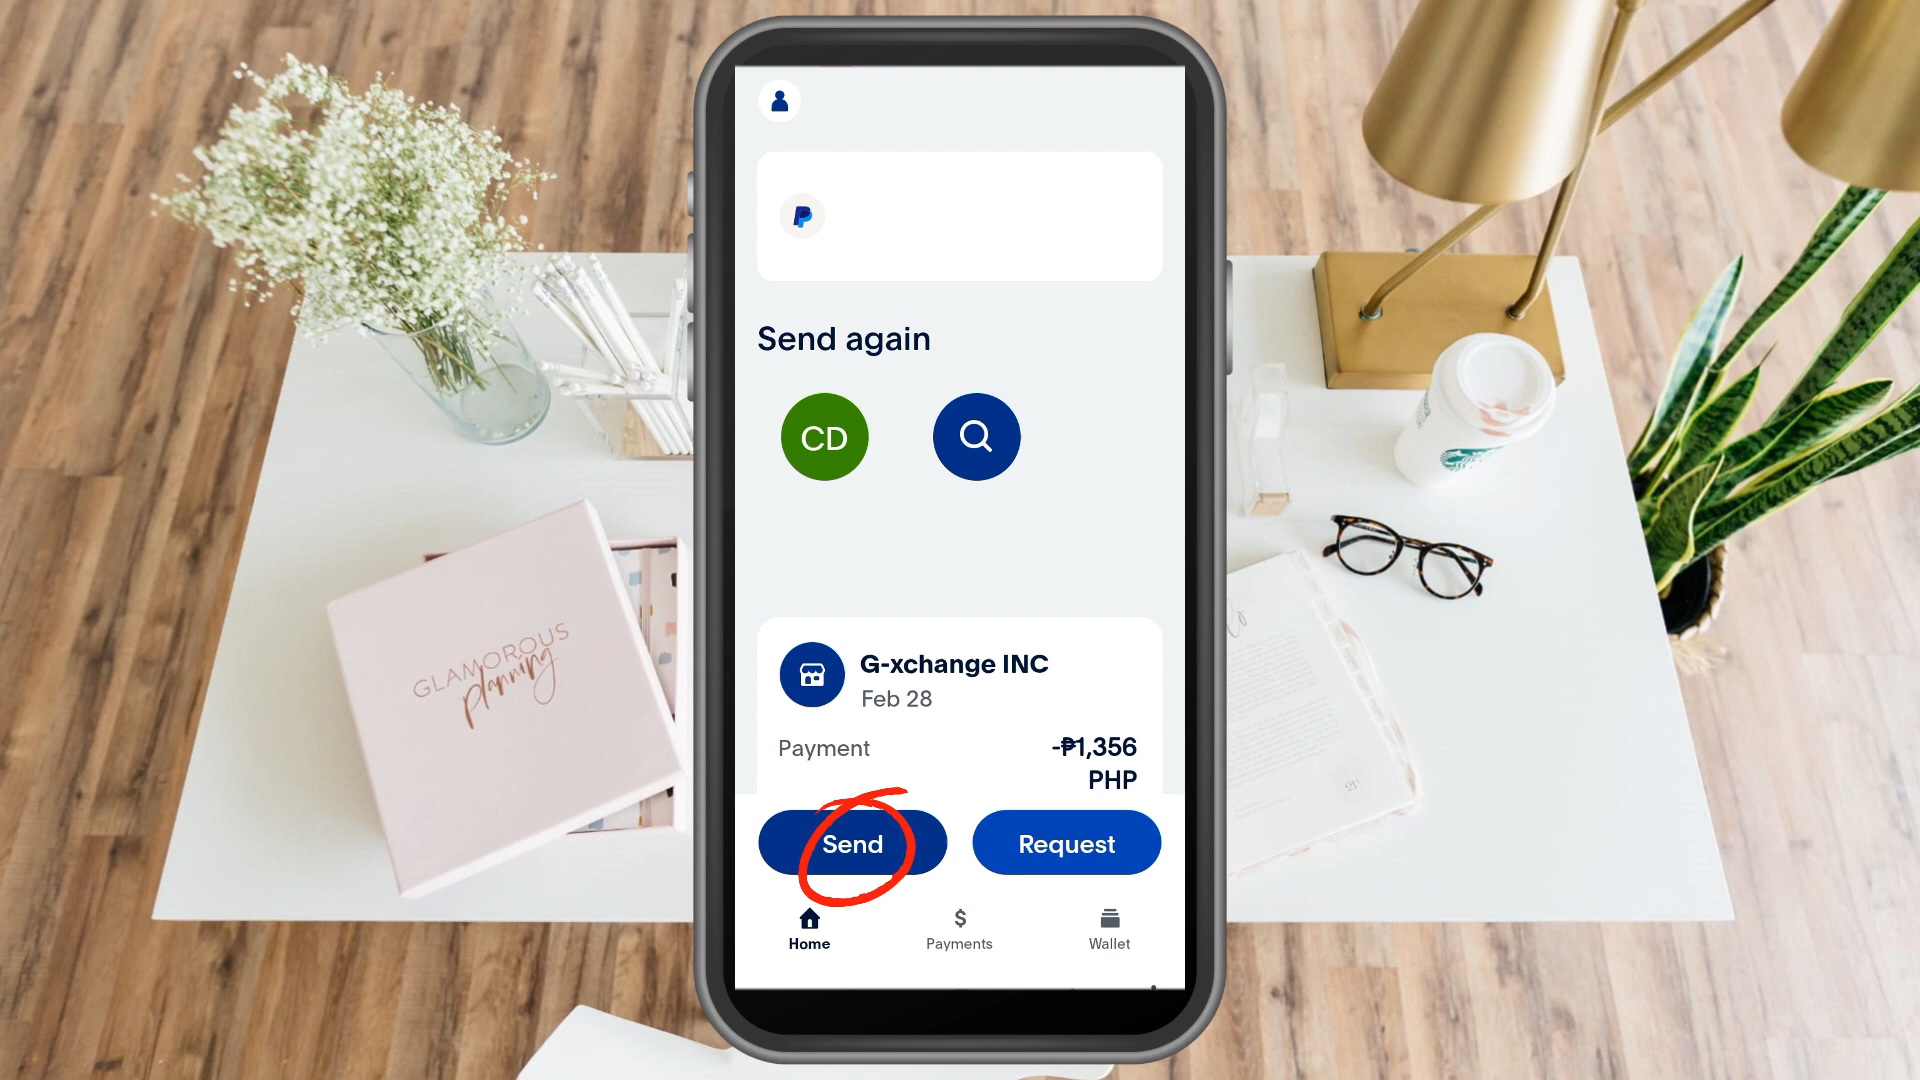 Send again
CD
G-xchange INC
Feb 28
Payment
-₱1,356
PHP
Send
Request
Home
Payments
Wallet
GLAMOROUS
planning